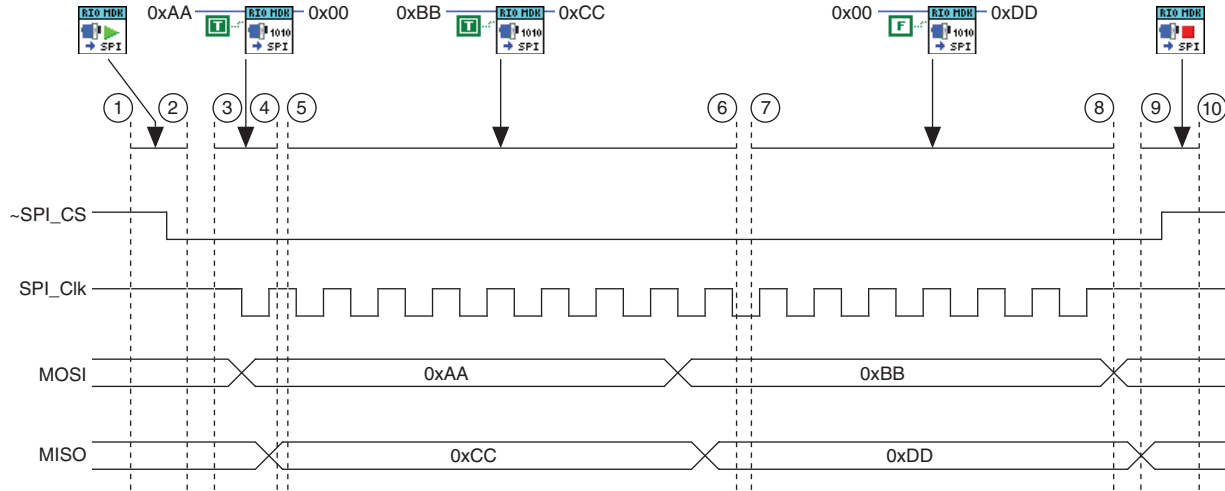 RIO MDK
SPI
0xAA
T
RIO MDK
1010
SPI
0x00
0xBB
T
RIO MDK
1010
SPI
0xCC
0x00
F
RIO MDK
1010
SPI
0xDD
RIO MDK
SPI
1 2 3 4 5 6 7 8 9 10
~SPI_CS
SPI_Clk
MOSI 0xAA 0xBB
MISO 0xCC 0xDD